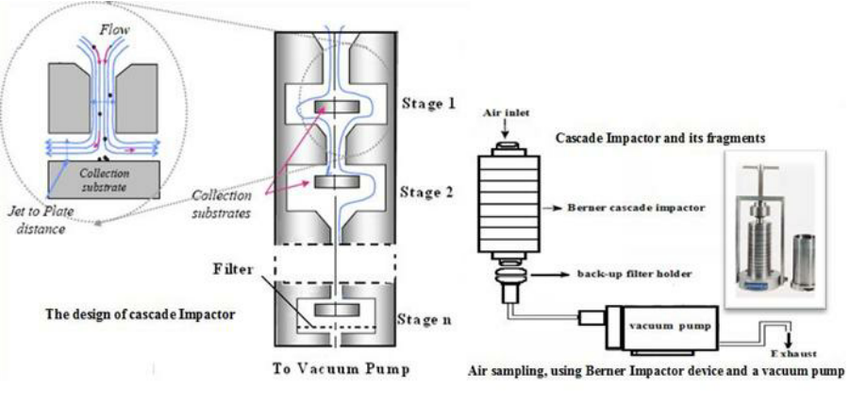 Flow
Collection
substrate
Jet to Plate
distance
Stage 1
Collection
substrates
Stage 2
Filter
The design of cascade Impactor
Stage n
To Vacuum Pump
Air inlet
Cascade Impactor and its fragments
Berner cascade impactor
back-up filter holder
vacuum pump
Exhaust
Air sampling, using Berner Impactor device and a vacuum pump